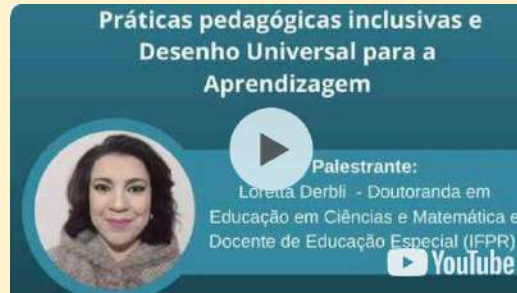 Práticas pedagógicas inclusivas e
Desenho Universal para a
Aprendizagem
Palestrante:
Loretta Derbli - Doutoranda em
Educação em Ciências e Matemática e
Docente de Educação Especial (IFPR)
YouTube